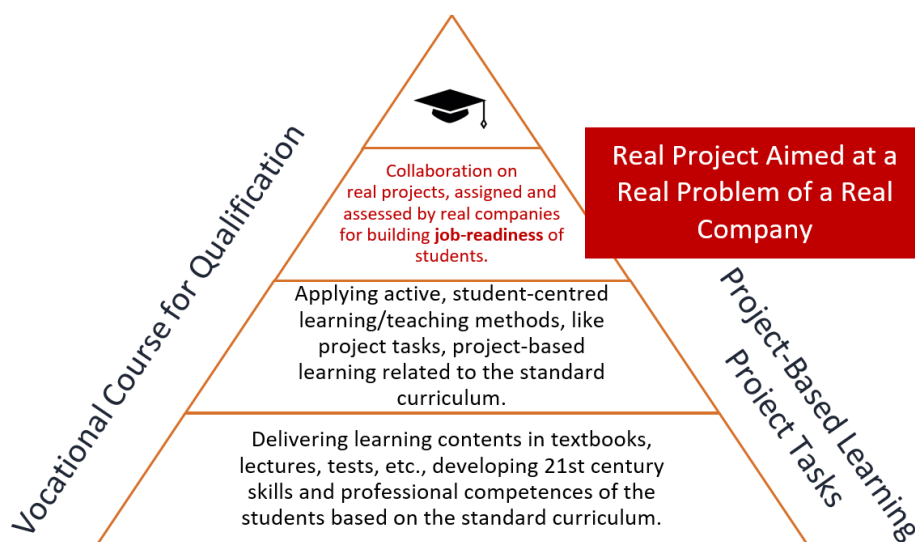 Vocational Course for Qualification
Collaboration on
real projects, assigned and
assessed by real companies
for building job-readiness of
students.
Real Project Aimed at a
Real Problem of a Real
Company
Applying active, student-centred
learning/teaching methods, like
project tasks, project-based
learning related to the standard
curriculum.
Project-Based Learning
Project Tasks
Delivering learning contents in textbooks,
lectures, tests, etc., developing 21st century
skills and professional competences of the
students based on the standard curriculum.